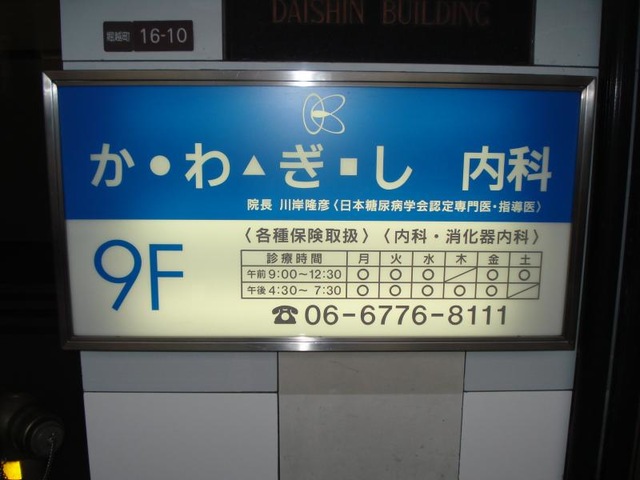 DAISHIN BUILDING
堀越町 16-10
か●わ▲ぎ■し 内科
院長 川岸隆彦〈日本糖尿病学会認定専門医・指導医〉
9F
〈各種保険取扱〉〈内科・消化器内科〉
診療時間 月 火 水 木 金 土
午前 9:00~12:30 ○ ○ ○ ／ ○ ○
午後 4:30~ 7:30 ○ ○ ○ ○ ○ ／
☎06-6776-8111